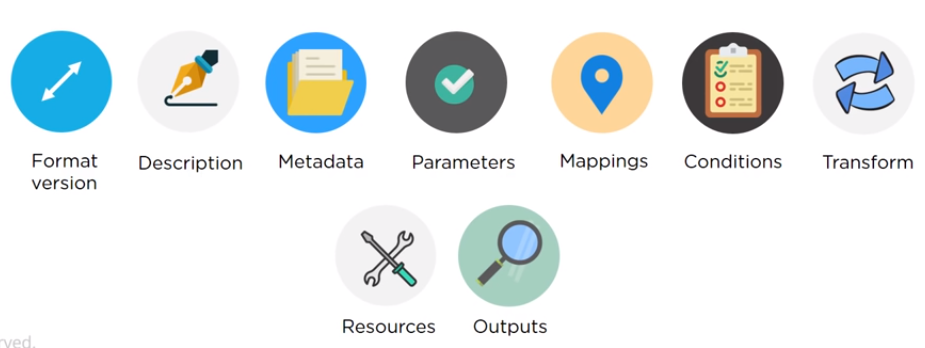 Format
version
Description
Metadata
Parameters
Mappings
Conditions
Transform
Resources
Outputs